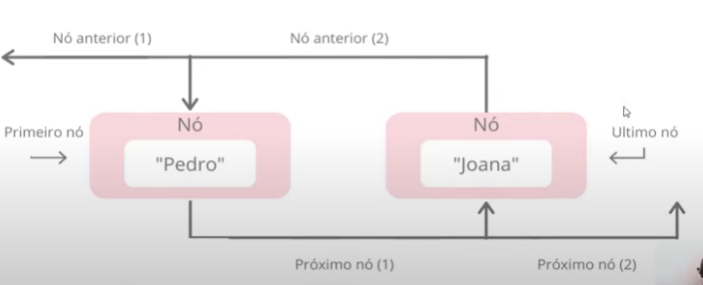 Nó anterior (1)
Nó anterior (2)
Primeiro nó
Nó
"Pedro"
Nó
"Joana"
Ultimo nó
Próximo nó (1)
Próximo nó (2)